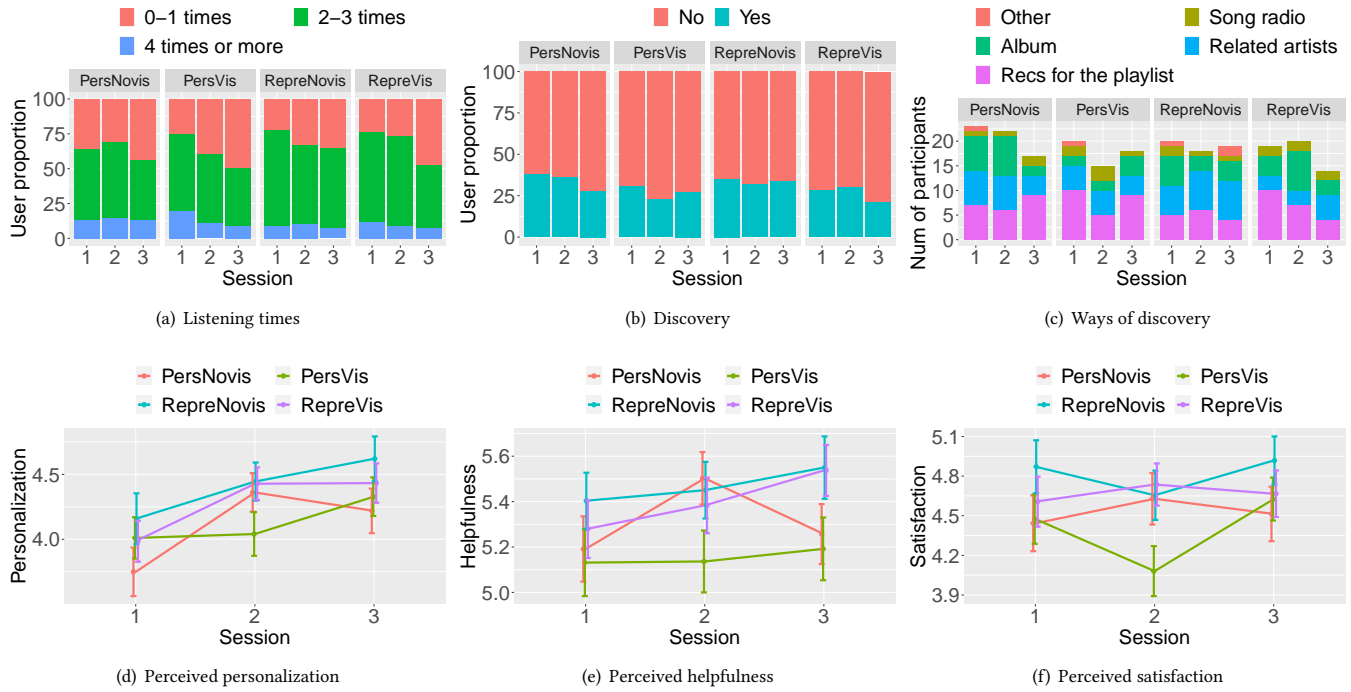 0−1 times
2−3 times
4 times or more
PersNovis
PersVis
RepreNovis
RepreVis
User proportion
100
75
50
25
0
1 2 3 1 2 3 1 2 3 1 2 3
Session
(a) Listening times
No
Yes
PersNovis
PersVis
RepreNovis
RepreVis
User proportion
100
75
50
25
0
1 2 3 1 2 3 1 2 3 1 2 3
Session
(b) Discovery
Other
Song radio
Album
Related artists
Recs for the playlist
PersNovis
PersVis
RepreNovis
RepreVis
Num of participants
20
15
10
5
0
1 2 3 1 2 3 1 2 3 1 2 3
Session
(c) Ways of discovery
PersNovis
PersVis
RepreNovis
RepreVis
Personalization
4.5
4.0
1 2 3
Session
(d) Perceived personalization
PersNovis
PersVis
RepreNovis
RepreVis
Helpfulness
5.6
5.4
5.2
5.0
1 2 3
Session
(e) Perceived helpfulness
PersNovis
PersVis
RepreNovis
RepreVis
Satisfaction
5.1
4.8
4.5
4.2
3.9
1 2 3
Session
(f) Perceived satisfaction